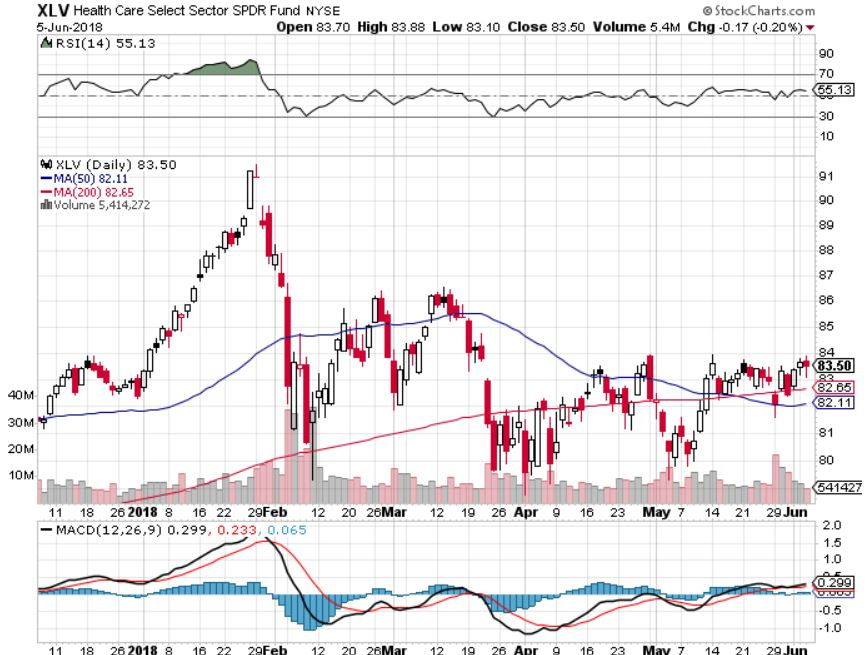 XLV Health Care Select Sector SPDR Fund NYSE © StockCharts.com
5-Jun-2018 Open 83.70 High 83.88 Low 83.10 Close 83.50 Volume 5.4M Chg -0.17 (-0.20%)
RSI(14) 55.13
90
70
55.13
30
10
XLV (Daily) 83.50
MA(50) 82.11
MA(200) 82.65
Volume 5,414,272
91
90
89
88
87
86
85
84
83.50
83
82.65
82.11
81
80
40M
30M
20M
10M
541427
11 18 26 2018 8 16 22 29 Feb 12 20 26 Mar 12 19 26 Apr 9 16 23 May 7 14 21 29 Jun
MACD(12,26,9) 0.299, 0.233, 0.065
2.0
1.5
1.0
0.5
0.299
-0.5
-1.0
11 18 26 2018 8 16 22 29 Feb 12 20 26 Mar 12 19 26 Apr 9 16 23 May 7 14 21 29 Jun